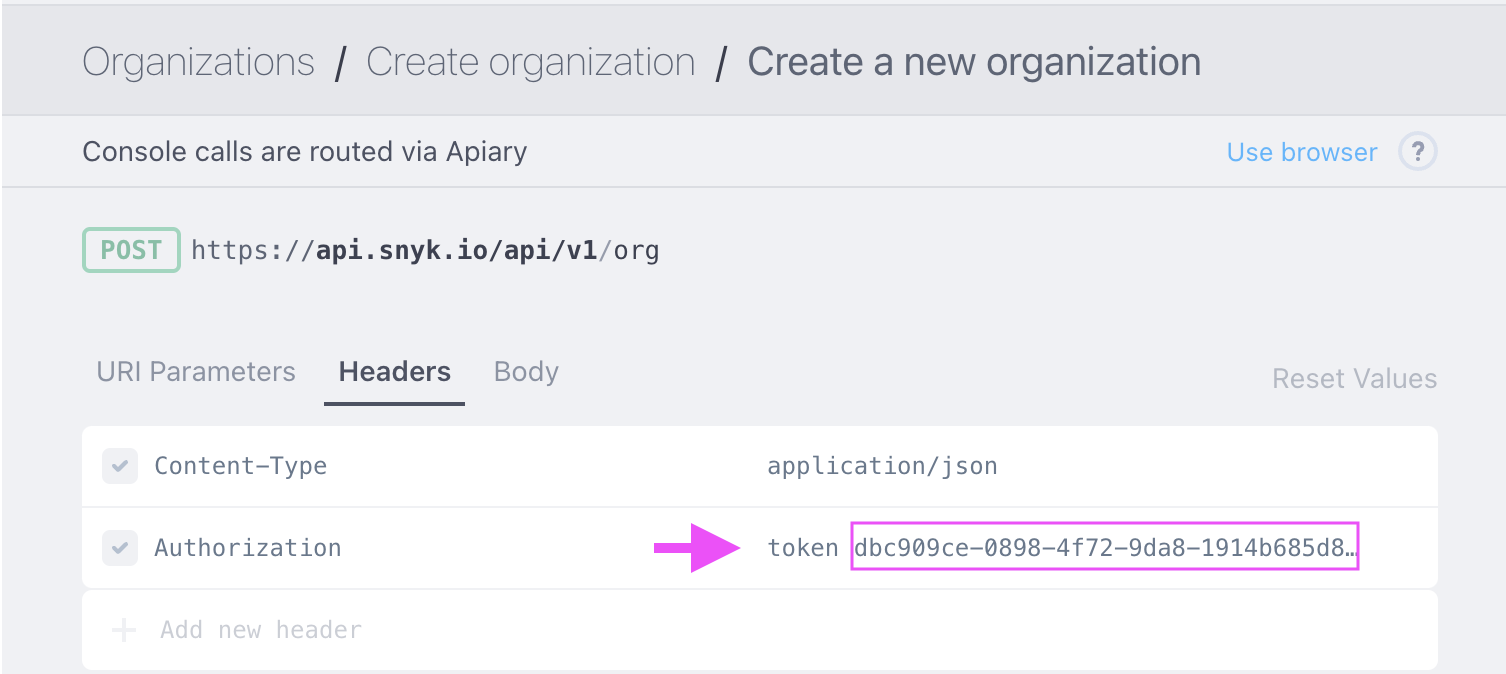 Organizations / Create organization / Create a new organization
Console calls are routed via Apiary
Use browser ?
POST https://api.snyk.io/api/v1/org
URI Parameters Headers Body Reset Values
Content-Type application/json
Authorization token dbc909ce-0898-4f72-9da8-1914b685d8…
+ Add new header